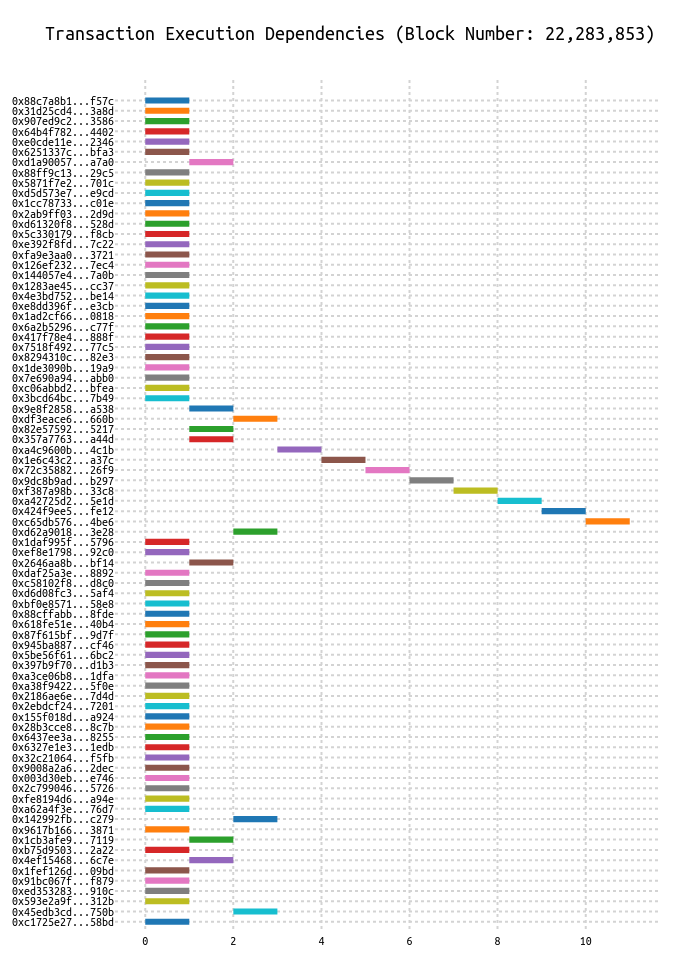 Transaction Execution Dependencies (Block Number: 22,283,853)
0x88c7a8b1...f57c
0x31d25cd4...3a8d
0x907ed9c2...3586
0x64b4f782...4402
0xe0cde11e...2346
0x6251337c...bfa3
0xd1a90057...a7a0
0x88ff9c13...29c5
0x5871f7e2...701c
0xd5d573e7...e9cd
0x1cc78733...c01e
0x2ab9ff03...2d9d
0xd61320f8...528d
0x5c330179...f8cb
0xe392f8fd...7c22
0xfa9e3aa0...3721
0x126ef232...7ec4
0x144057e4...7a0b
0x1283ae45...cc37
0x4e3bd752...be14
0xe8dd396f...e3cb
0x1ad2cf66...0818
0x6a2b5296...c77f
0x417f78e4...888f
0x7518f492...77c5
0x8294310c...82e3
0x1de3090b...19a9
0x7e690a94...abb0
0xc06abbd2...bfea
0x3bcd64bc...7b49
0x9e8f2858...a538
0xdf3eace6...660b
0x82e57592...5217
0x357a7763...a44d
0xa4c9600b...4c1b
0x1e6c43c2...a37c
0x72c35882...26f9
0x9dc8b9ad...b297
0xf387a98b...33c8
0xa42725d2...5e1d
0x424f9ee5...fe12
0xc65db576...4be6
0xd62a9018...3e28
0x1daf995f...5796
0xef8e1798...92c0
0x2646aa8b...bf14
0xdaf25a3e...8892
0xc58102f8...d8c0
0xd6d08fc3...5af4
0xbf0e8571...58e8
0x88cffabb...8fde
0x618fe51e...40b4
0x87f615bf...9d7f
0x945ba887...cf46
0x5be56f61...6bc2
0x397b9f70...d1b3
0xa3ce06b8...1dfa
0xa38f9422...5f0e
0x2186ae6e...7d4d
0x2ebdcf24...7201
0x155f018d...a924
0x28b3cce8...8c7b
0x6437ee3a...8255
0x6327e1e3...1edb
0x32c21064...f5fb
0x9008a2a6...2dec
0x003d30eb...e746
0x2c799046...5726
0xfe8194d6...a94e
0xa62a4f3e...76d7
0x142992fb...c279
0x9617b166...3871
0x1cb3afe9...7119
0xb75d9503...2a22
0x4ef15468...6c7e
0x1fef126d...09bd
0x91bc067f...f879
0xed353283...910c
0x593e2a9f...312b
0x45edb3cd...750b
0xc1725e27...58bd
0 2 4 6 8 10